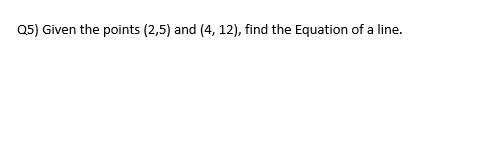 Q5) Given the points (2,5) and (4, 12), find the Equation of a line.